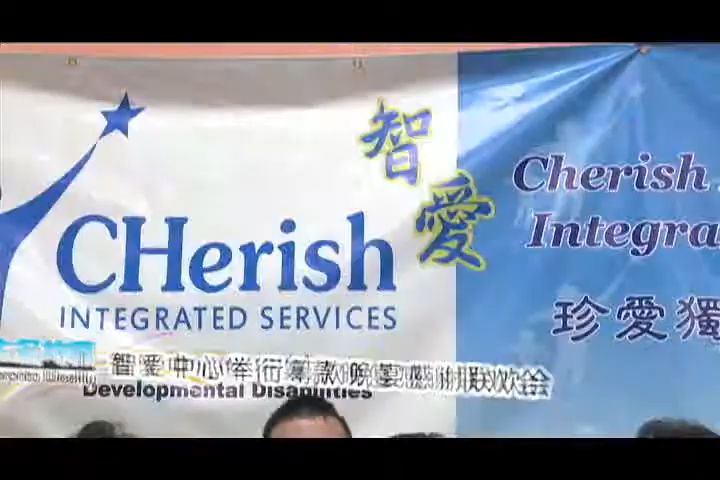 智愛
CHerish
INTEGRATED SERVICES
Developmental Disabilities
智愛中心举行筹款晚宴
联欢会
Cherish
Integra
珍愛獨